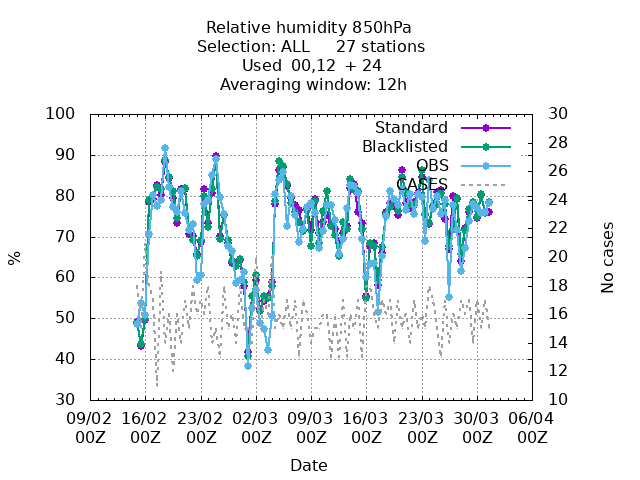 Relative humidity 850hPa
Selection: ALL 27 stations
Used 00,12 + 24
Averaging window: 12h
Standard
Blacklisted
OBS
CASES
%
100
90
80
70
60
50
40
30
No cases
30
28
26
24
22
20
18
16
14
12
10
09/02 16/02 23/02 02/03 09/03 16/03 23/03 30/03 06/04
00Z 00Z 00Z 00Z 00Z 00Z 00Z 00Z 00Z
Date